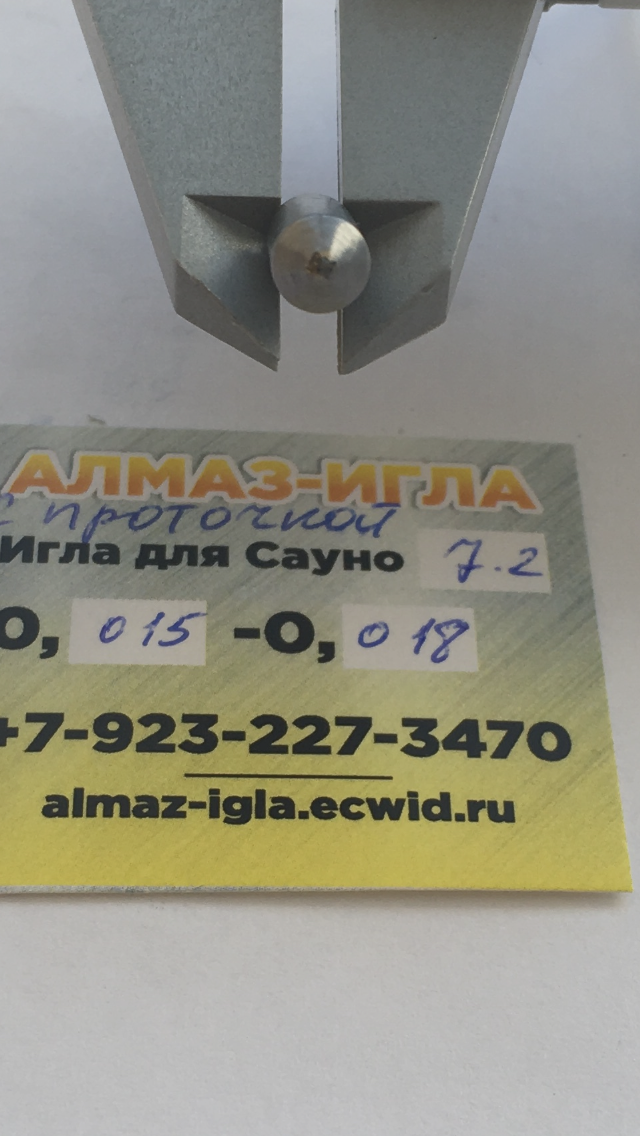 АЛМАЗ-ИГЛА
с проточкой
Игла для Сауно 7.2
0, 015 -0, 018
+7-923-227-3470
almaz-igla.ecwid.ru